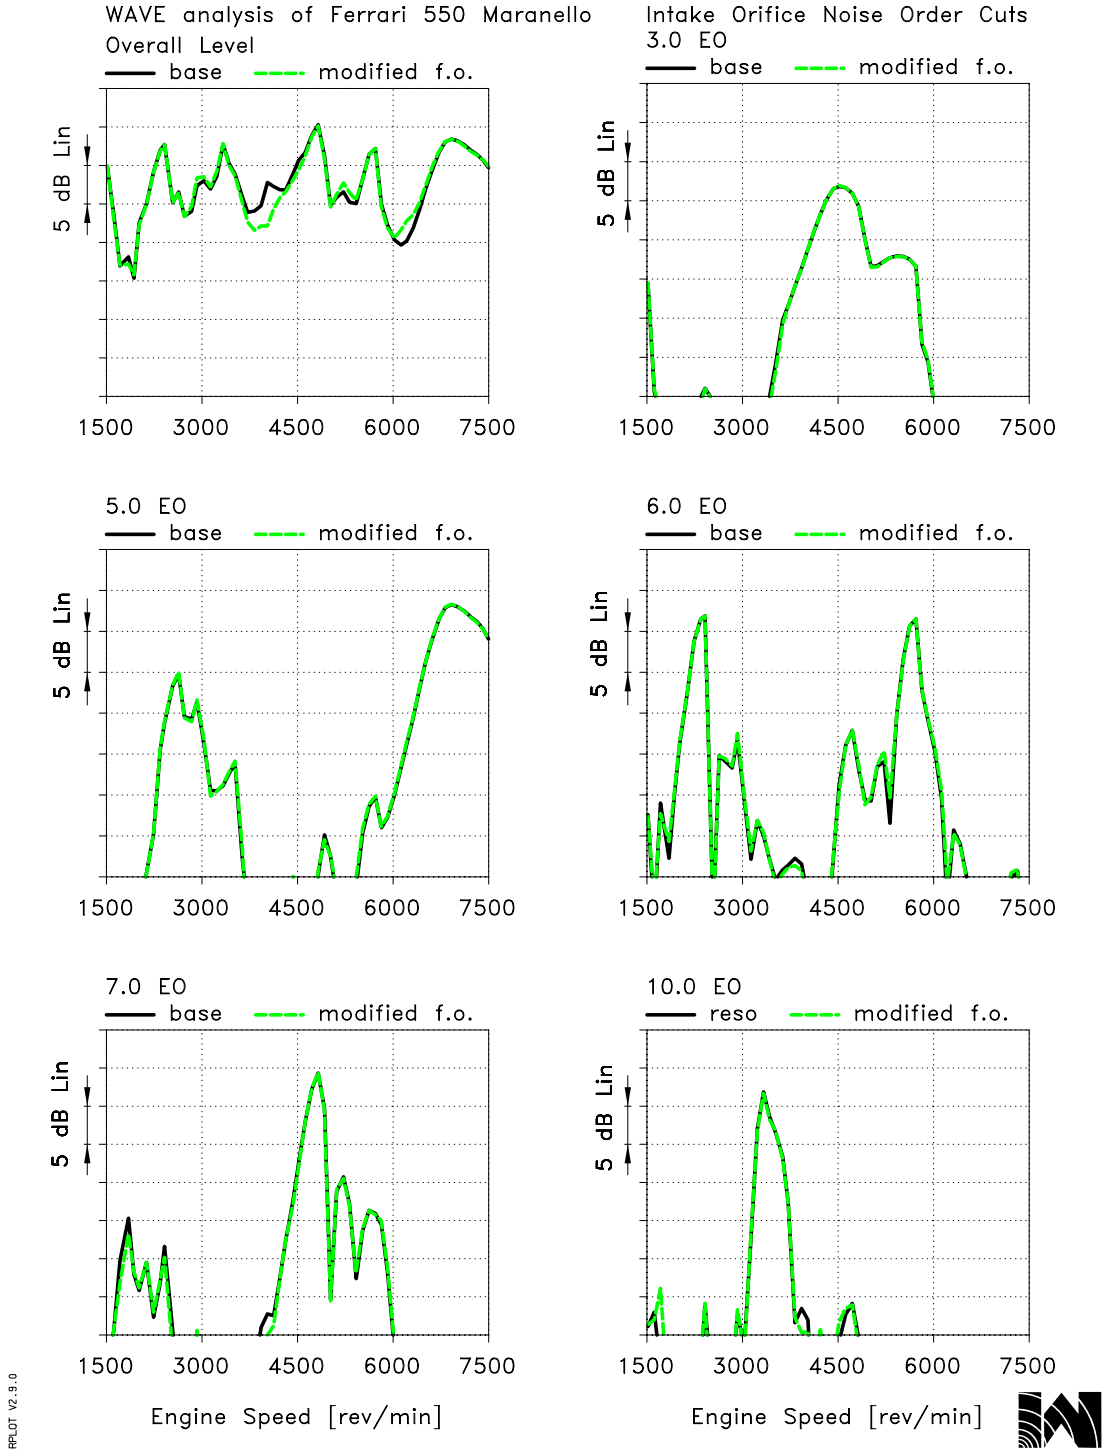 WAVE analysis of Ferrari 550 Maranello
Intake Orifice Noise Order Cuts
Overall Level
base modified f.o.
5 dB Lin
1500 3000 4500 6000 7500
3.0 EO
base modified f.o.
5 dB Lin
1500 3000 4500 6000 7500
5.0 EO
base modified f.o.
5 dB Lin
1500 3000 4500 6000 7500
6.0 EO
base modified f.o.
5 dB Lin
1500 3000 4500 6000 7500
7.0 EO
base modified f.o.
5 dB Lin
1500 3000 4500 6000 7500
Engine Speed [rev/min]
10.0 EO
reso modified f.o.
5 dB Lin
1500 3000 4500 6000 7500
Engine Speed [rev/min]
RPLOT V2.9.0